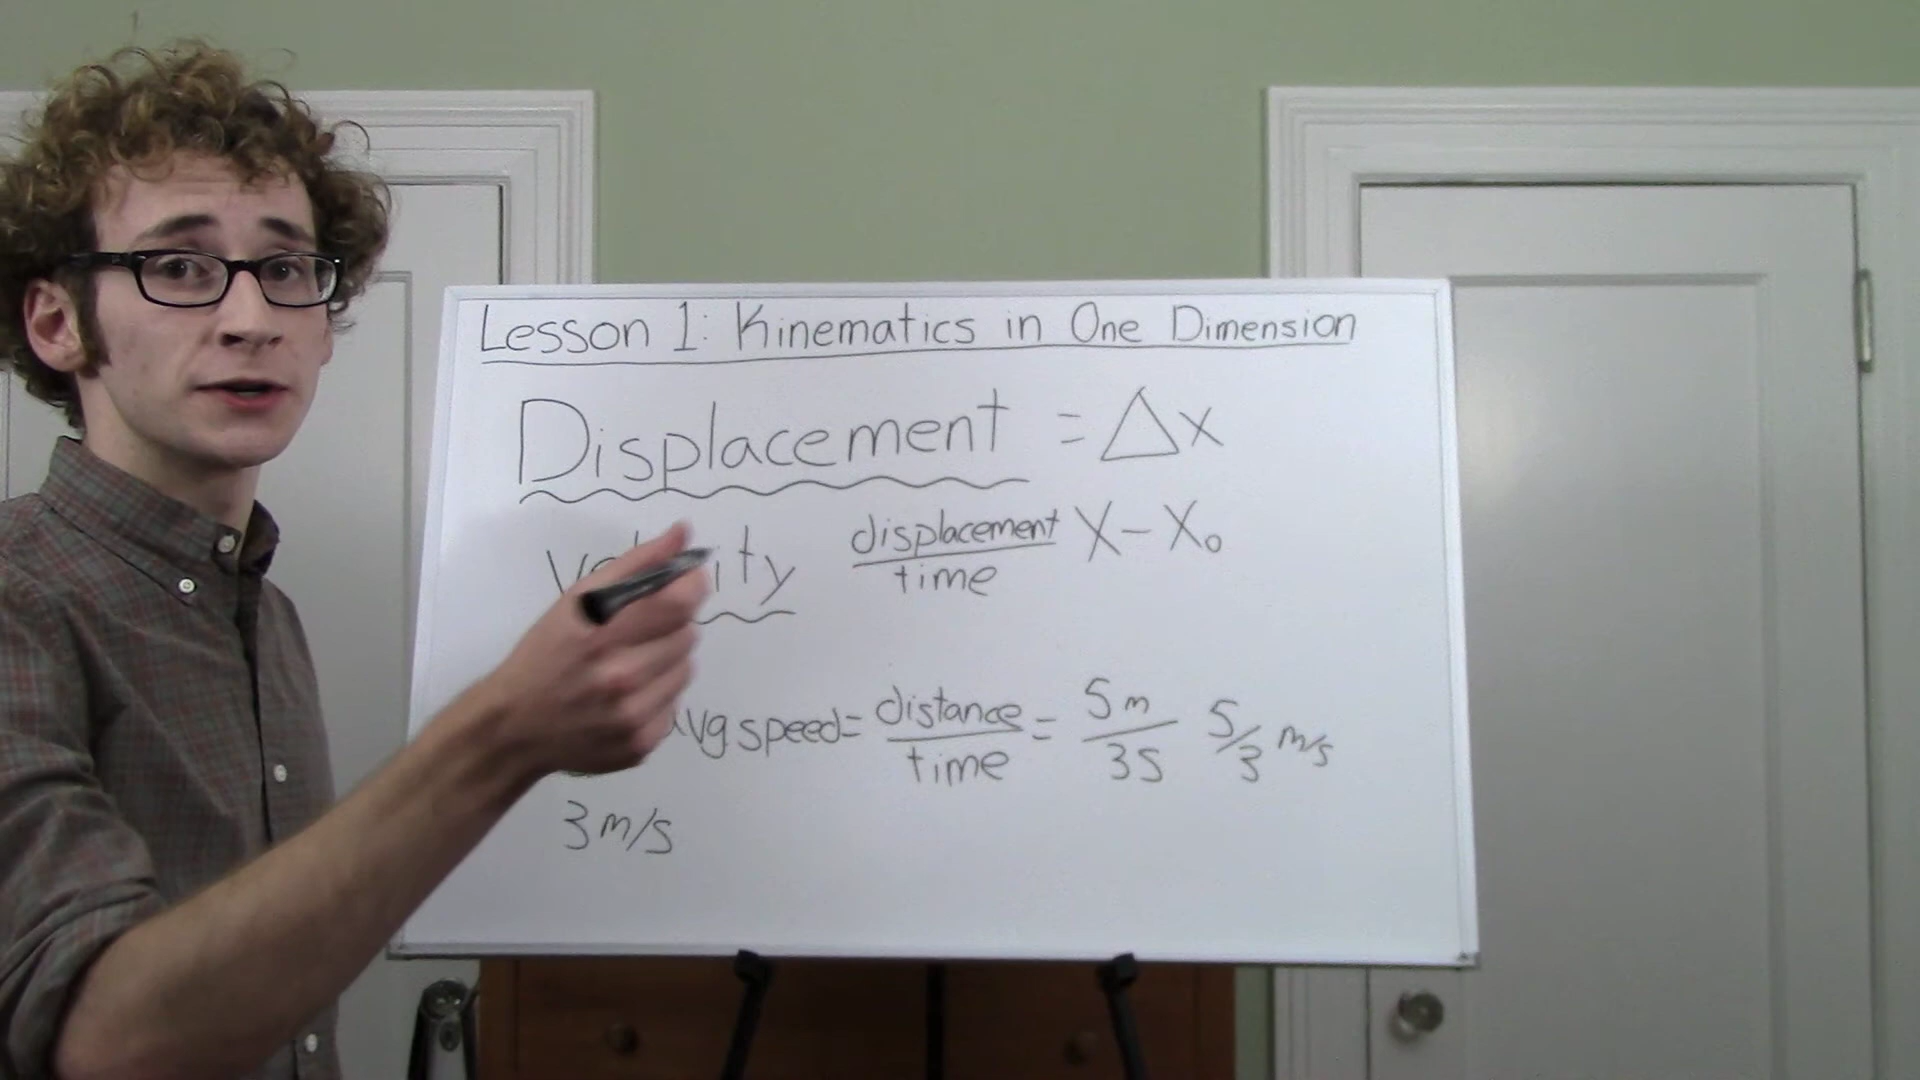 Lesson 1: Kinematics in One Dimension
Displacement = Δx
displacement
time
X - X₀
avg speed = distance = 5m 5/3 m/s
time 3s
3 m/s